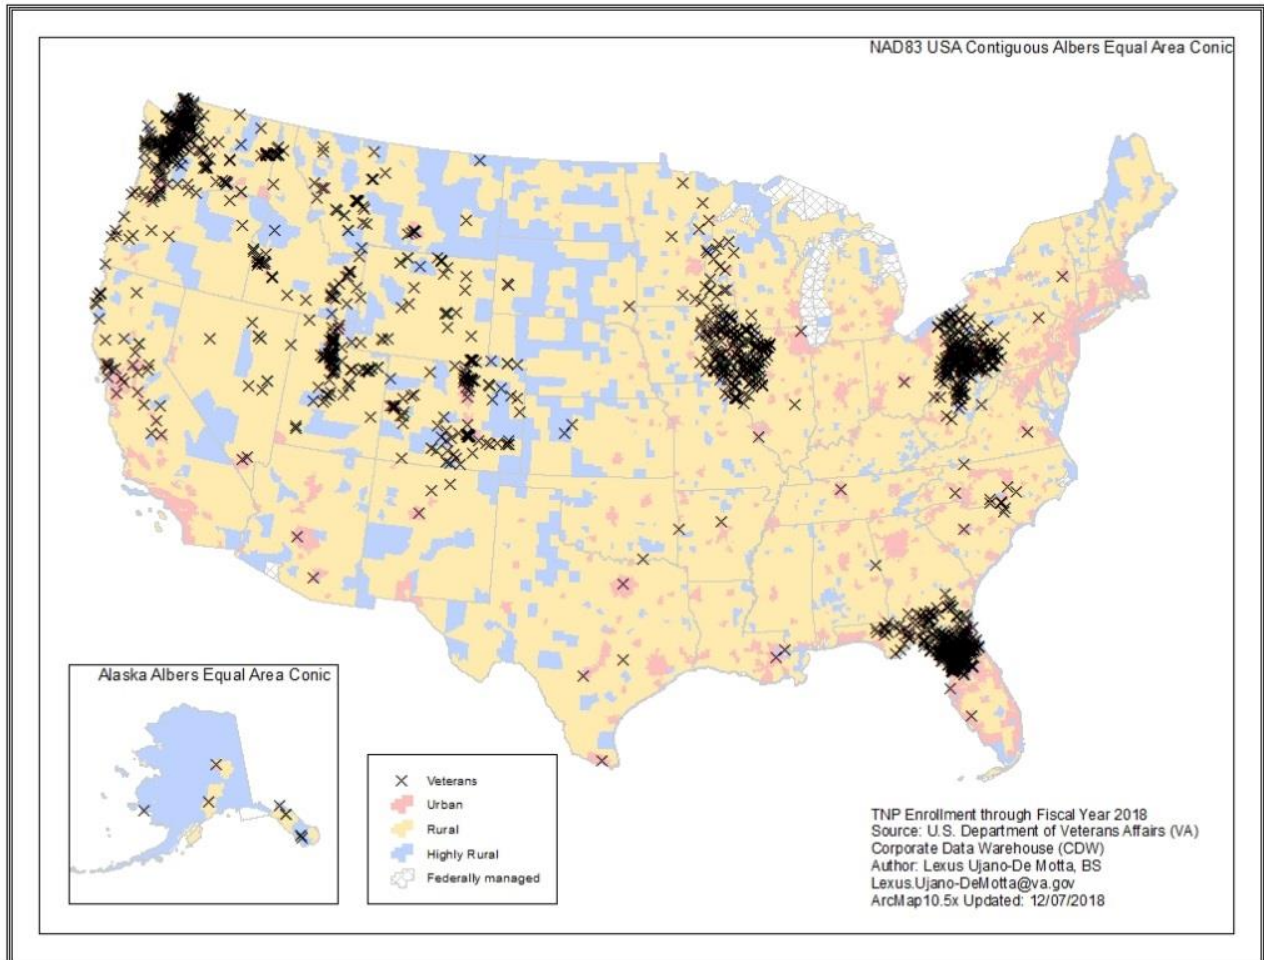 NAD83 USA Contiguous Albers Equal Area Conic
Alaska Albers Equal Area Conic
Veterans
Urban
Rural
Highly Rural
Federally managed
TNP Enrollment through Fiscal Year 2018
Source: U.S. Department of Veterans Affairs (VA)
Corporate Data Warehouse (CDW)
Author: Lexus Ujano-De Motta, BS
Lexus.Ujano-DeMotta@va.gov
ArcMap10.5x Updated: 12/07/2018